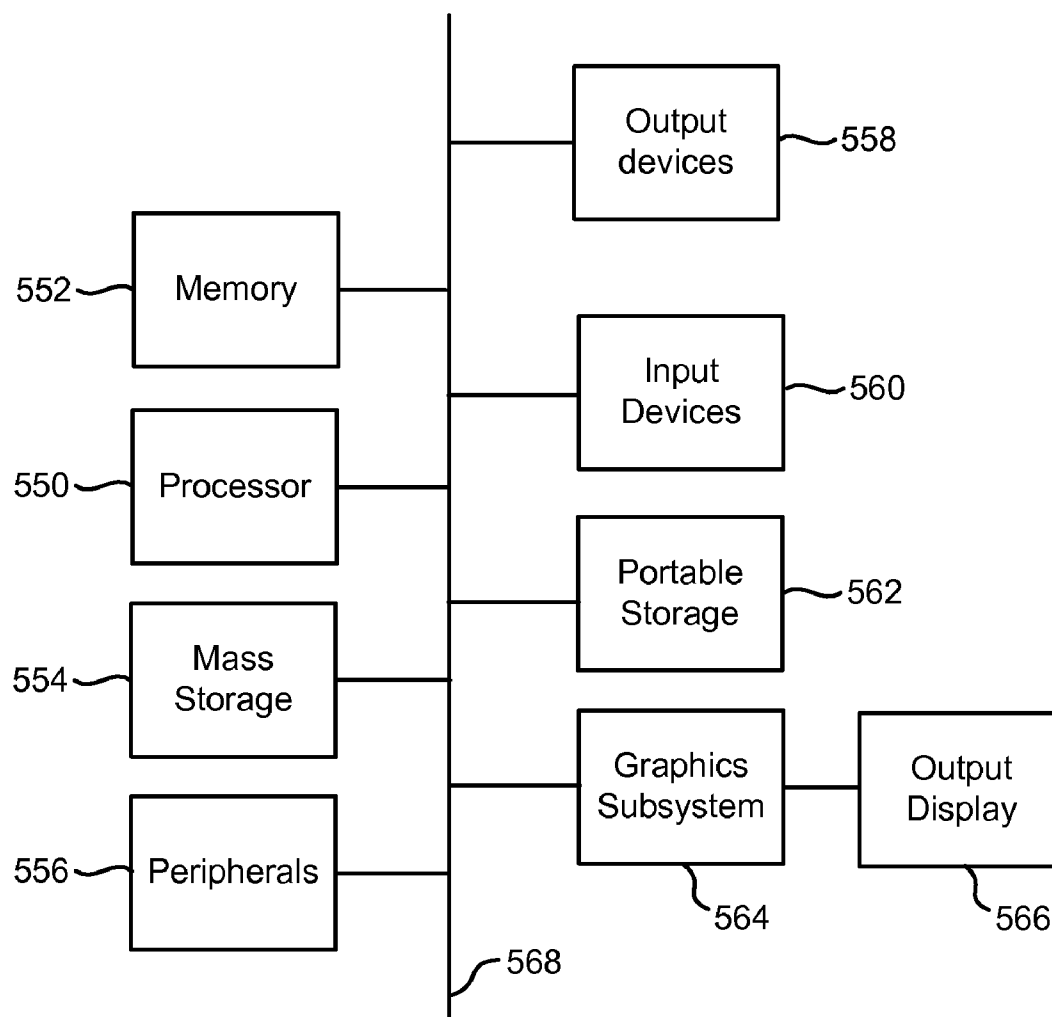 Output
devices
558
552
Memory
Input
Devices
560
550
Processor
Portable
Storage
562
554
Mass
Storage
Graphics
Subsystem
Output
Display
556
Peripherals
564
566
568